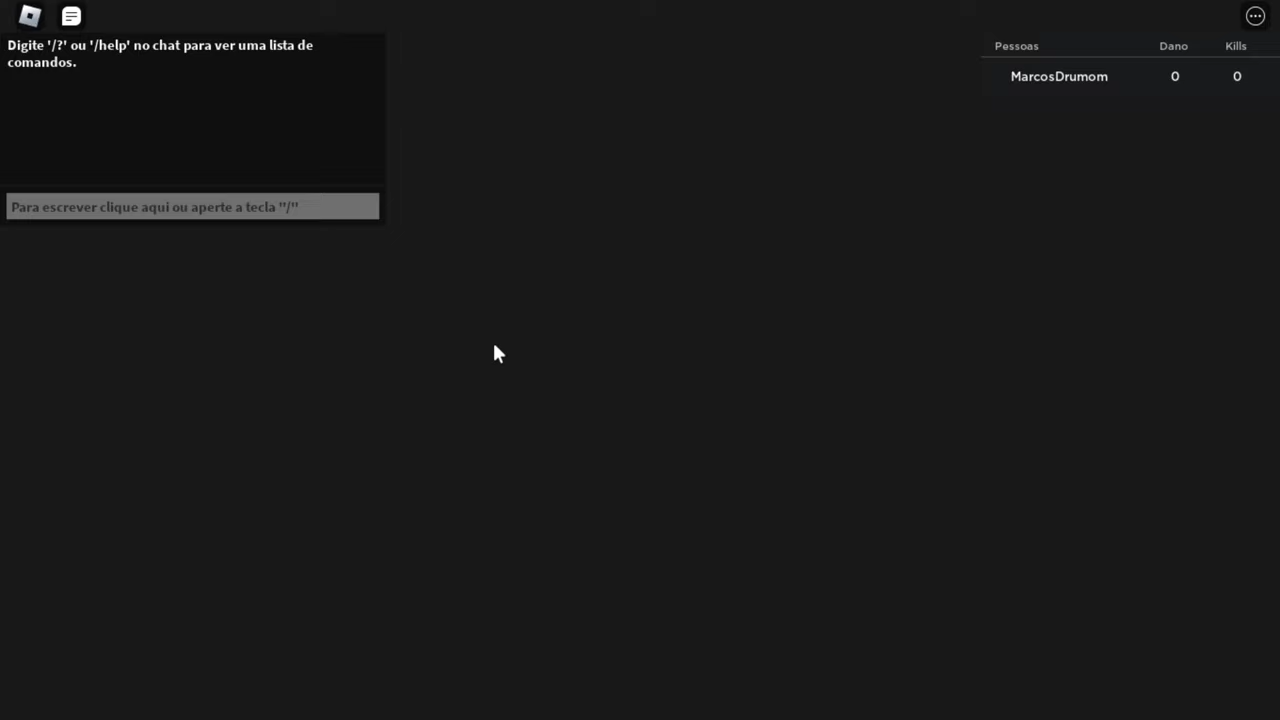 Digite '/?' ou '/help' no chat para ver uma lista de
comandos.
Para escrever clique aqui ou aperte a tecla "/"
Pessoas Dano Kills
MarcosDrumom 0 0